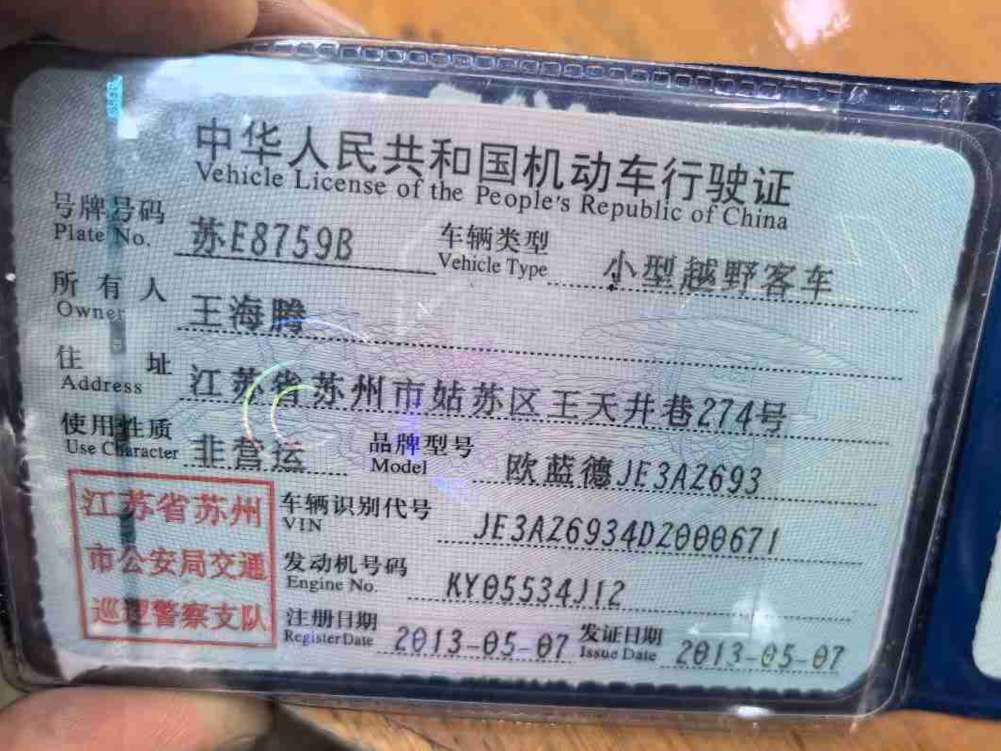 中华人民共和国机动车行驶证
Vehicle License of the People's Republic of China
号牌号码 苏E8759B 车辆类型 小型越野客车
Plate No. Vehicle Type
所有人 王海腾
Owner
住址 江苏省苏州市姑苏区王天井巷274号
Address
使用性质 非营运 品牌型号 欧蓝德JE3AZ693
Use Character Model
江苏省苏州 车辆识别代号 JE3AZ6934DZ000671
VIN
市公安局交通 发动机号码 KY05534J12
Engine No.
巡逻警察支队 注册日期 2013-05-07 发证日期 2013-05-07
Register Date Issue Date